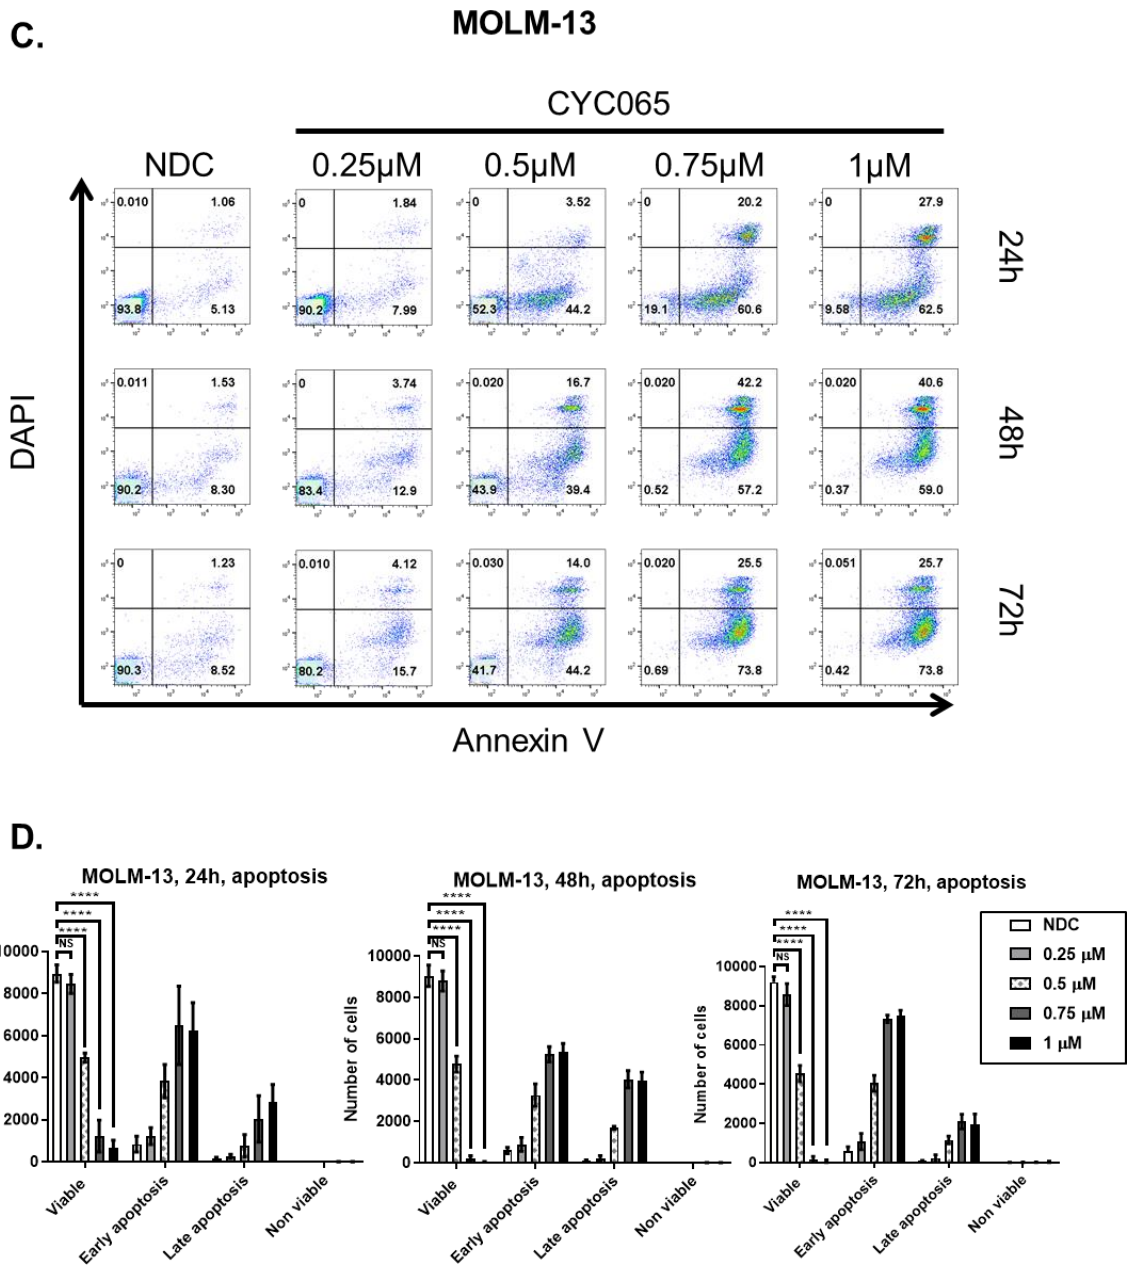 C.
MOLM-13
CYC065
NDC 0.25µM 0.5µM 0.75µM 1µM
0.010 1.06 0 1.84 0 3.52 0 20.2 0 27.9
93.8 5.13 90.2 7.99 52.3 44.2 19.1 60.6 9.58 62.5
24h
0.011 1.53 0 3.74 0.020 16.7 0.020 42.2 0.020 40.6
90.2 8.30 83.4 12.9 43.9 39.4 0.52 57.2 0.37 59.0
48h
0 1.23 0.010 4.12 0.030 14.0 0.020 25.5 0.051 25.7
90.3 8.52 80.2 15.7 41.7 44.2 0.69 73.8 0.42 73.8
72h
DAPI
Annexin V
D.
MOLM-13, 24h, apoptosis
****
****
****
NS
8000
6000
4000
2000
0
Viable
Early apoptosis
Late apoptosis
Non viable
MOLM-13, 48h, apoptosis
****
****
****
NS
Number of cells
10000
8000
6000
4000
2000
0
Viable
Early apoptosis
Late apoptosis
Non viable
MOLM-13, 72h, apoptosis
****
****
****
NS
Number of cells
10000
8000
6000
4000
2000
0
Viable
Early apoptosis
Late apoptosis
Non viable
NDC
0.25 µM
0.5 µM
0.75 µM
1 µM